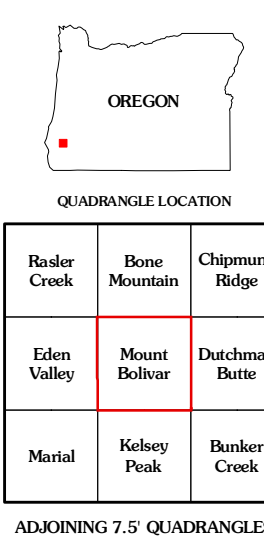 OREGON
QUADRANGLE LOCATION
Rasler
Creek
Bone
Mountain
Chipmun
Ridge
Eden
Valley
Mount
Bolivar
Dutchma
Butte
Marial
Kelsey
Peak
Bunker
Creek
ADJOINING 7.5' QUADRANGLES